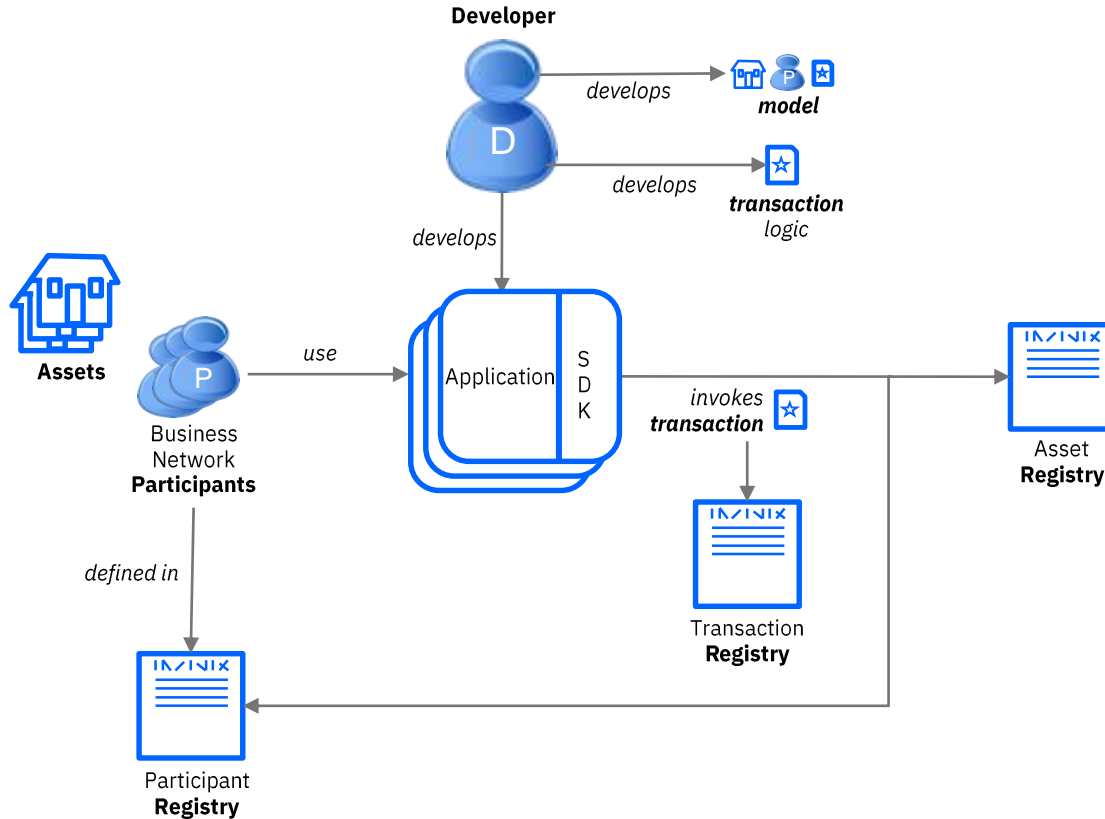 Developer
develops
P
model
D
develops
transaction
logic
develops
Assets
P
Business
Network
Participants
use
Application
S
D
K
invokes
transaction
Asset
Registry
defined in
Transaction
Registry
Participant
Registry